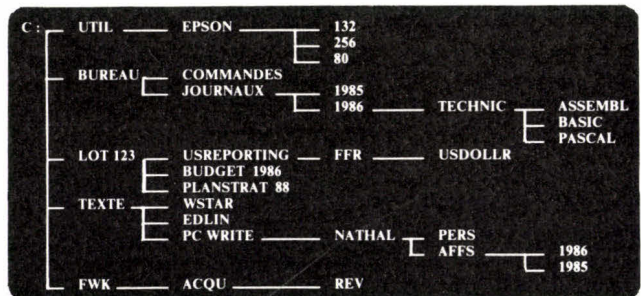 C : UTIL EPSON 132
256
80
BUREAU COMMANDES
JOURNAUX 1985
1986 TECHNIC ASSEMBL
BASIC
PASCAL
LOT 123 USREPORTING FFR USDOLLR
BUDGET 1986
PLANSTRAT 88
TEXTE WSTAR
EDLIN
PC WRITE NATHAL PERS
AFFS 1986
1985
FWK ACQU REV